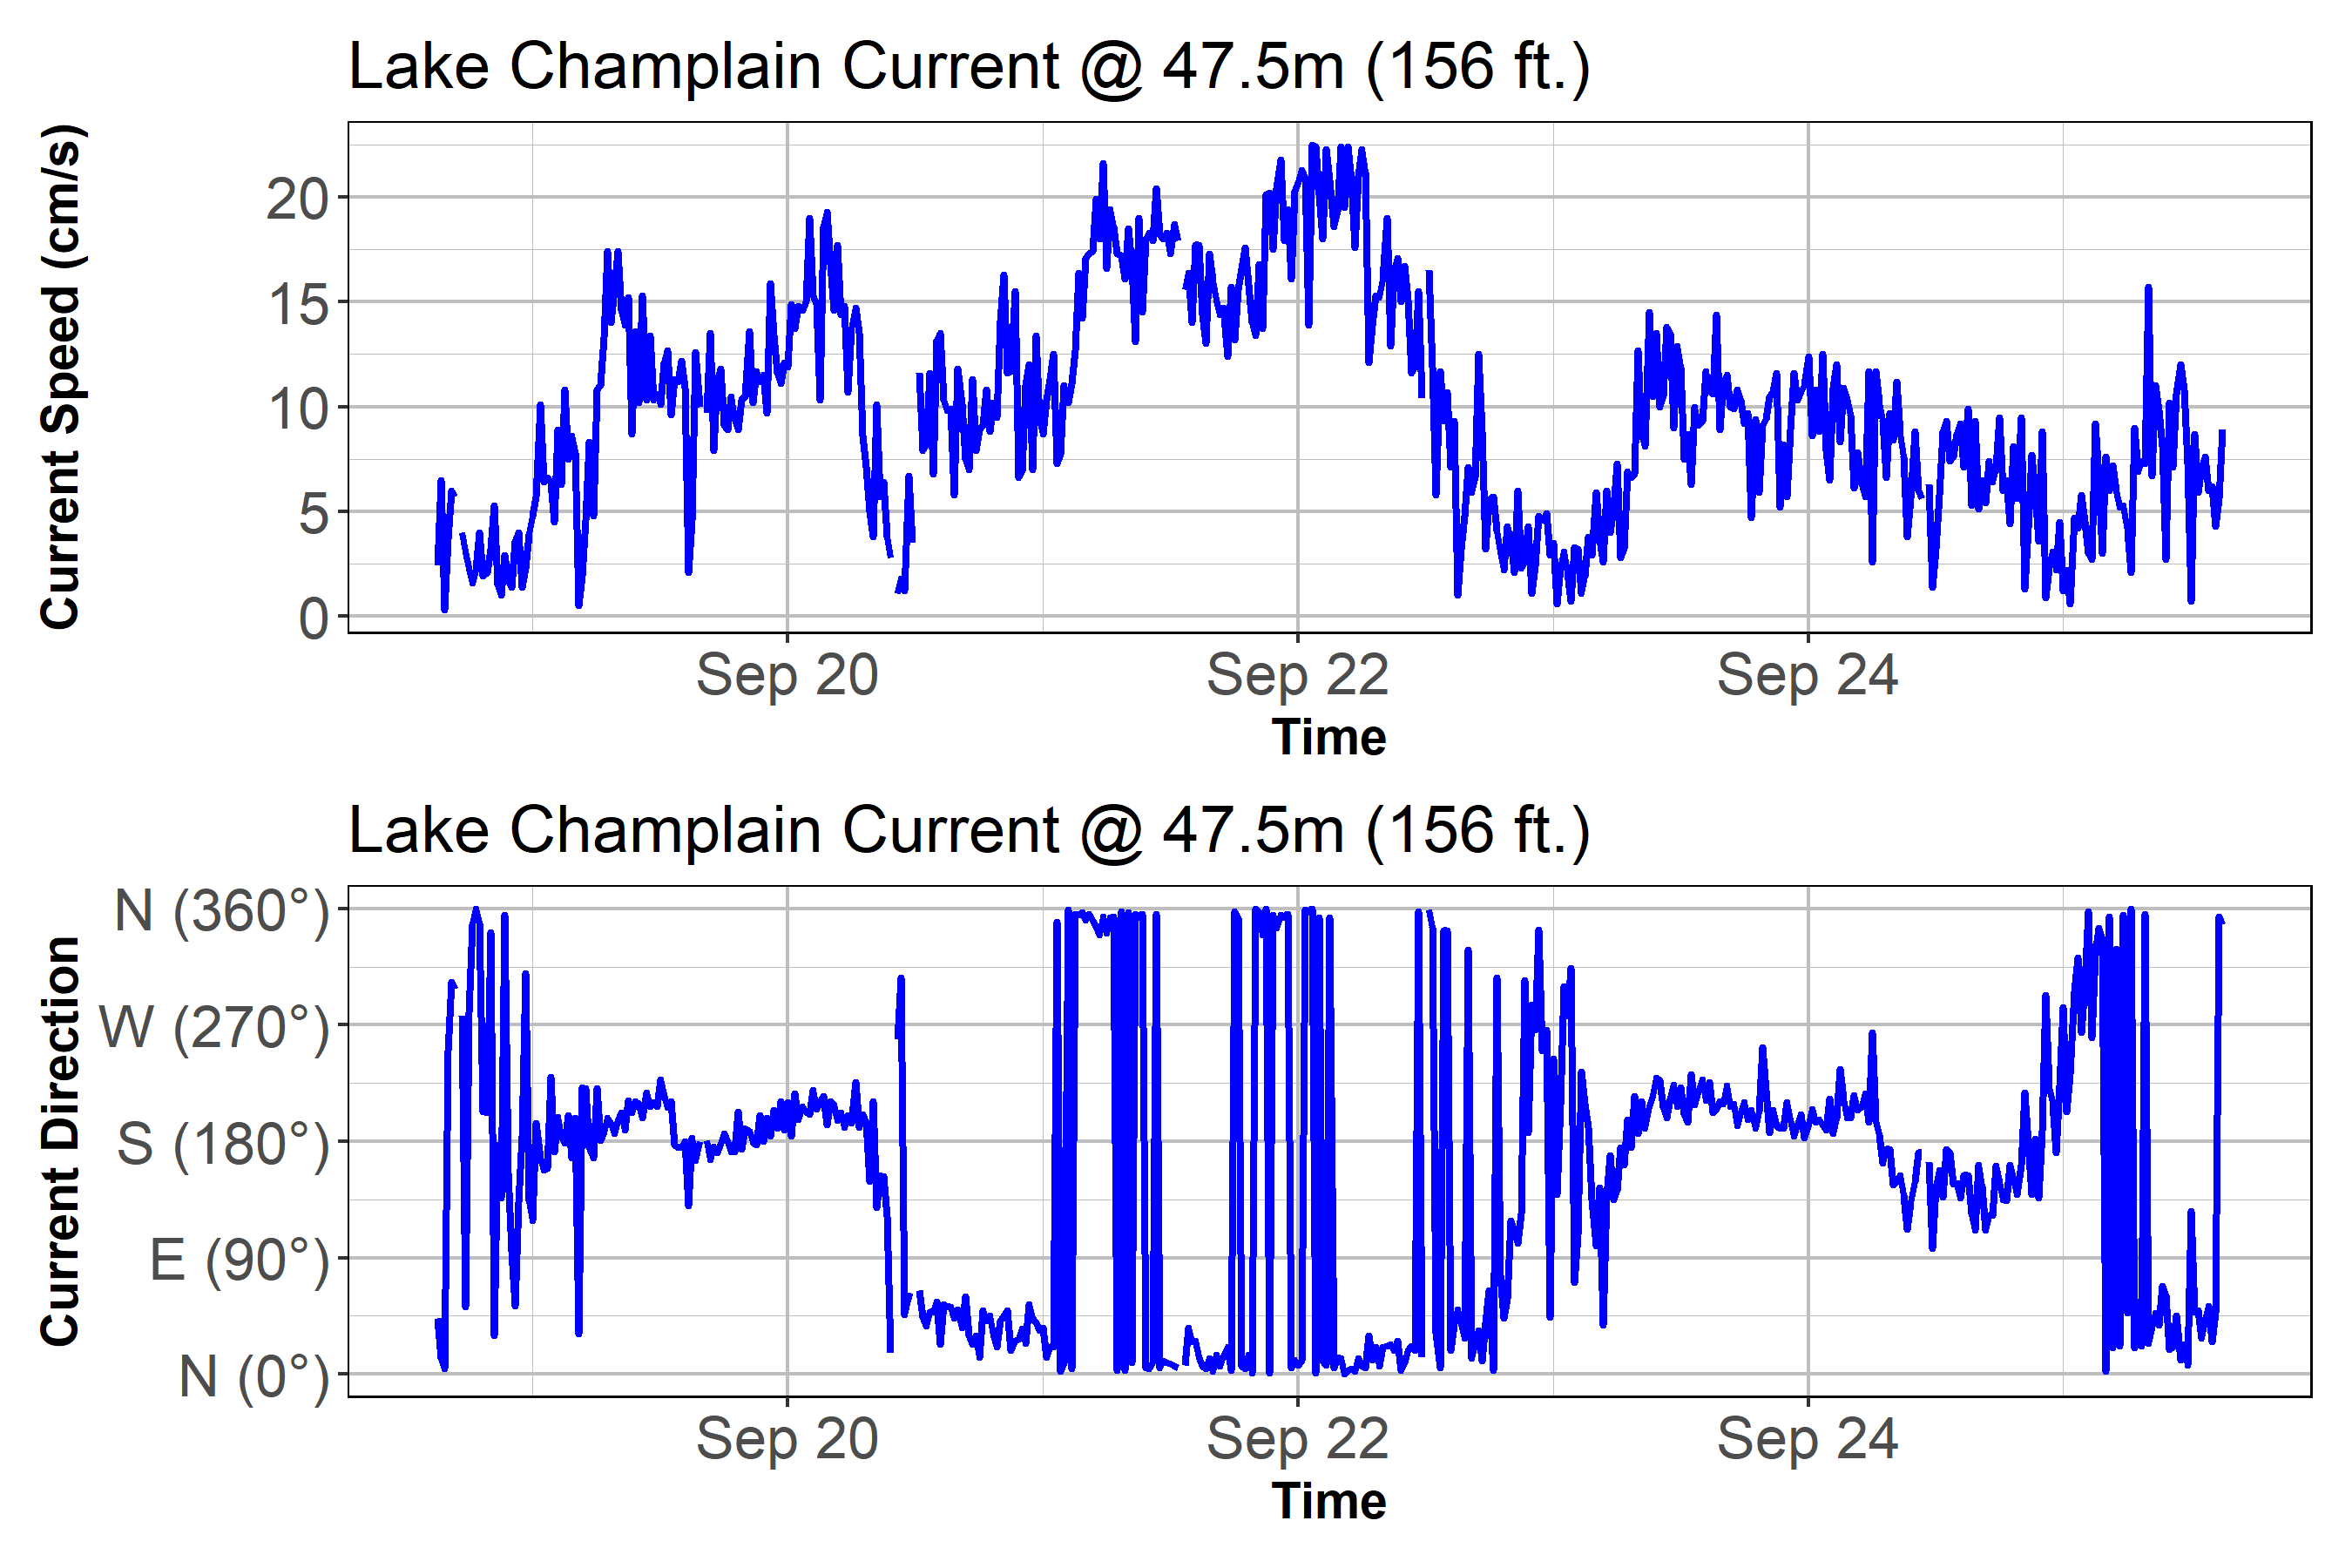 Lake Champlain Current @ 47.5m (156 ft.)
Current Speed (cm/s)
20
15
10
5
0
Sep 20
Sep 22
Sep 24
Time
Lake Champlain Current @ 47.5m (156 ft.)
Current Direction
N (360°)
W (270°)
S (180°)
E (90°)
N (0°)
Sep 20
Sep 22
Sep 24
Time